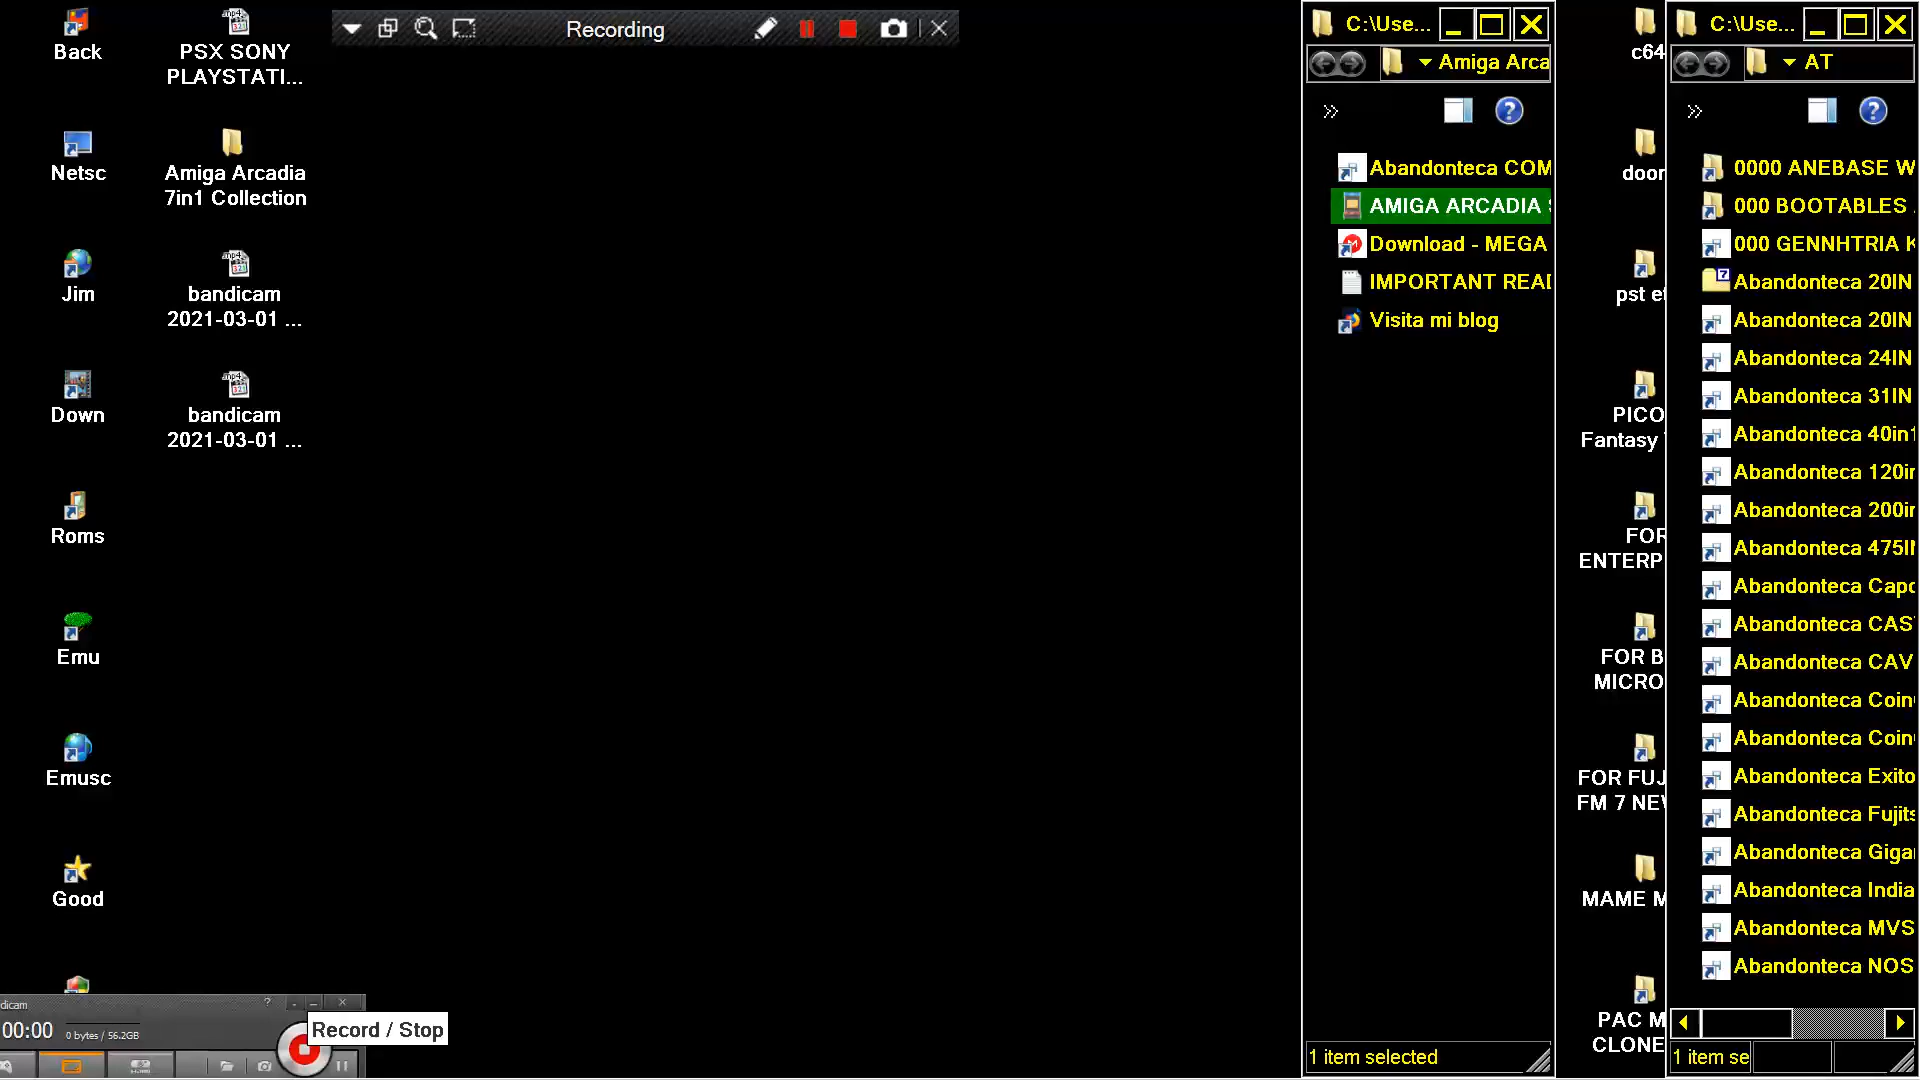 Back
PSX SONY
PLAYSTATI...
Netsc
Amiga Arcadia
7in1 Collection
Jim
bandicam
2021-03-01 ...
Down
bandicam
2021-03-01 ...
Roms
Emu
Emusc
Good
Recording
dicam
00:00
0 bytes / 56.2GB
Record / Stop
C:\Use...
Amiga Arca
Abandonteca COM
AMIGA ARCADIA
Download - MEGA
IMPORTANT READ
Visita mi blog
1 item selected
c64
door
pst et
PICO
Fantasy
FOR
ENTERP
FOR B
MICRO
FOR FUJ
FM 7 NEW
MAME M
PAC M
CLONE
C:\Use...
AT
0000 ANEBASE W
000 BOOTABLES
000 GENNHTRIA K
Abandonteca 20IN
Abandonteca 20IN
Abandonteca 24IN
Abandonteca 31IN
Abandonteca 40in1
Abandonteca 120in
Abandonteca 200in
Abandonteca 475IN
Abandonteca Capc
Abandonteca CAS
Abandonteca CAV
Abandonteca Coin
Abandonteca Coin
Abandonteca Exito
Abandonteca Fujits
Abandonteca Giga
Abandonteca India
Abandonteca MVS
Abandonteca NOS
1 item se